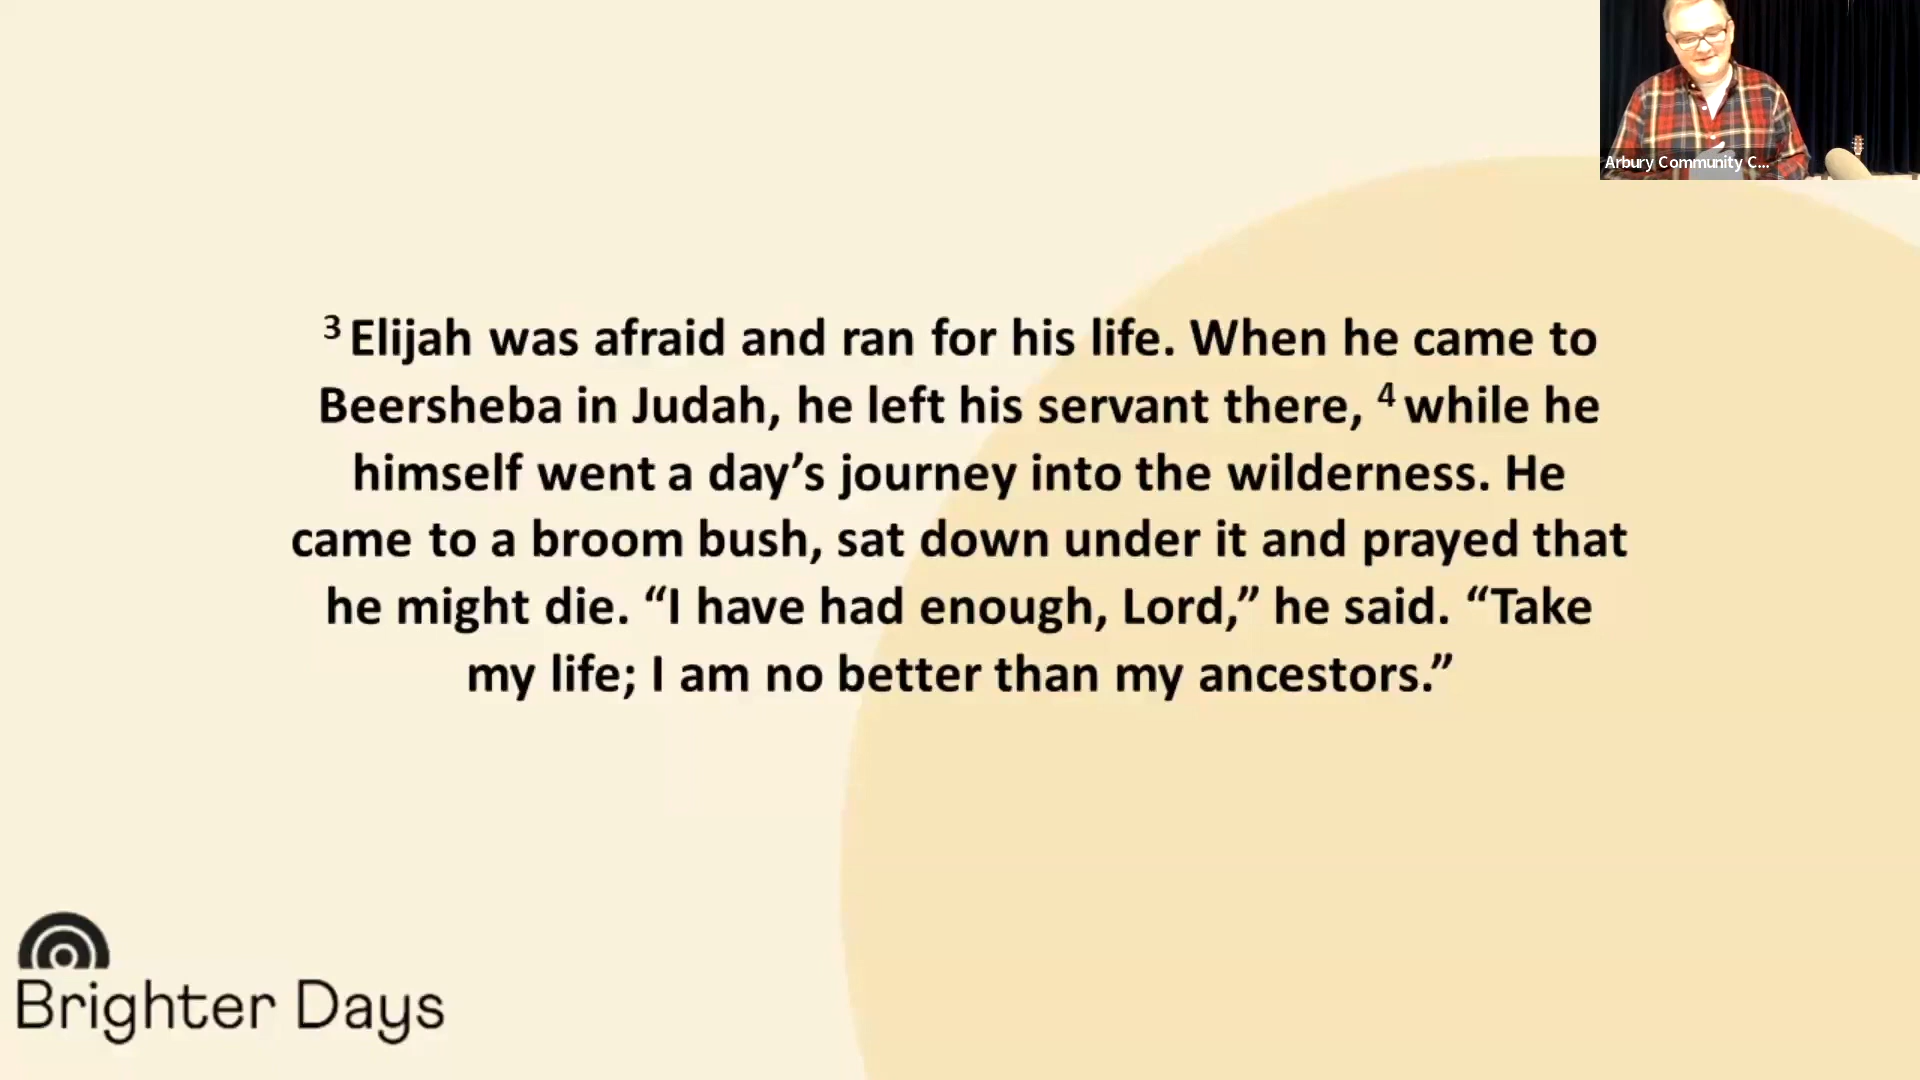 Arbury Community C...
³ Elijah was afraid and ran for his life. When he came to
Beersheba in Judah, he left his servant there, ⁴ while he
himself went a day’s journey into the wilderness. He
came to a broom bush, sat down under it and prayed that
he might die. “I have had enough, Lord,” he said. “Take
my life; I am no better than my ancestors.”
Brighter Days